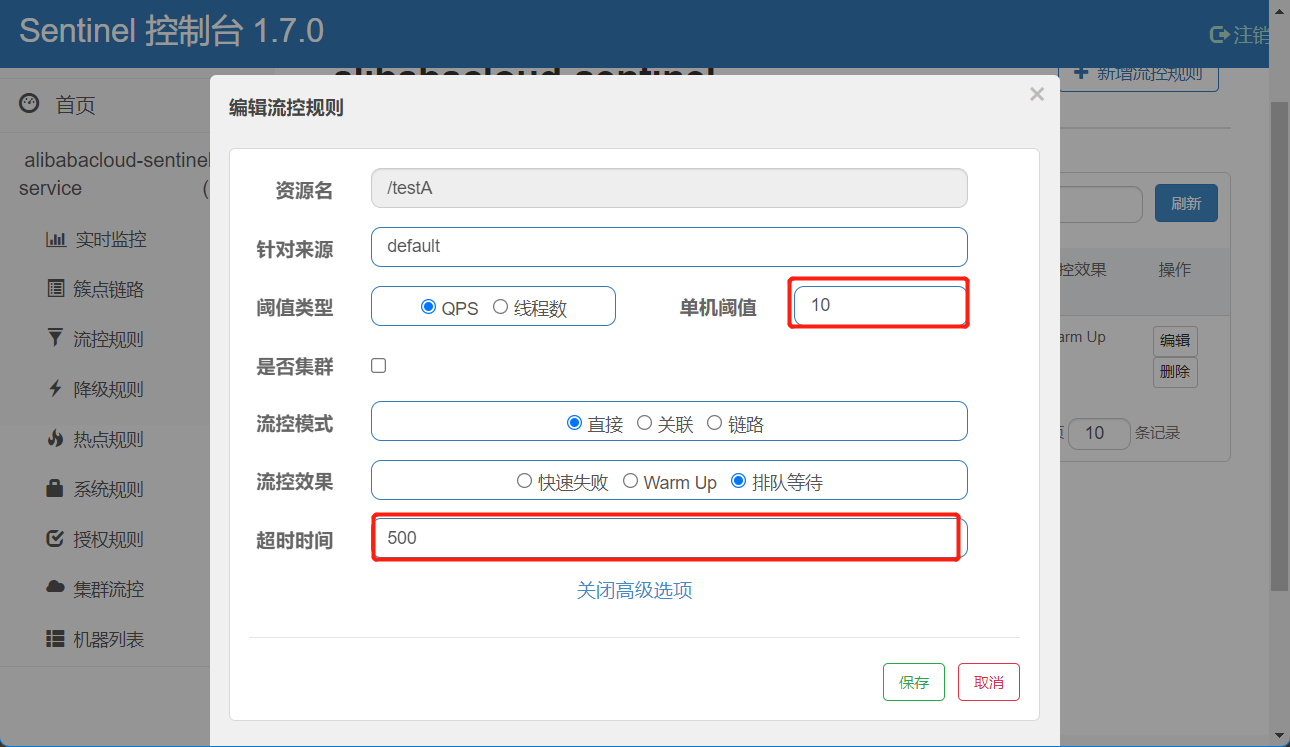 Sentinel 控制台 1.7.0
注销
alibabacloud-sentinel
新增流控规则
首页
alibabacloud-sentinel
service (
实时监控
簇点链路
流控规则
降级规则
热点规则
系统规则
授权规则
集群流控
机器列表
编辑流控规则
×
资源名 /testA
针对来源 default
阈值类型 QPS 线程数 单机阈值 10
是否集群
流控模式 直接 关联 链路
流控效果 快速失败 Warm Up 排队等待
超时时间 500
关闭高级选项
保存 取消
刷新
控效果 操作
arm Up 编辑
删除
10 条记录